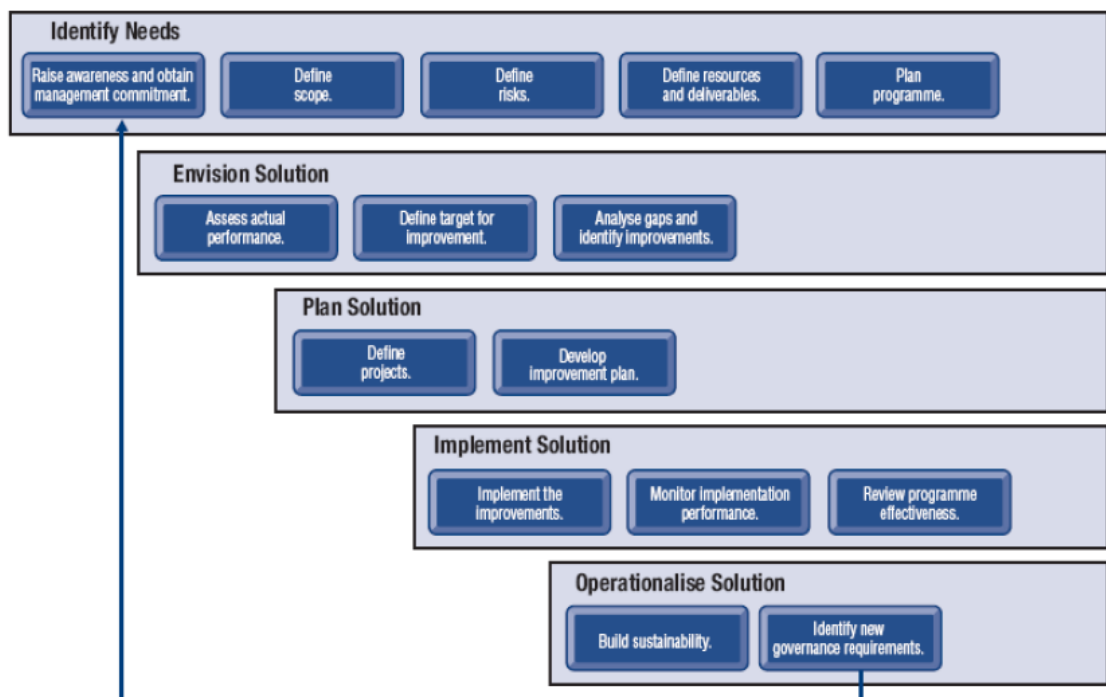 Identify Needs
Raise awareness and obtain
management commitment.
Define
scope.
Define
risks.
Define resources
and deliverables.
Plan
programme.
Envision Solution
Assess actual
performance.
Define target for
improvement.
Analyse gaps and
identify improvements.
Plan Solution
Define
projects.
Develop
improvement plan.
Implement Solution
Implement the
improvements.
Monitor implementation
performance.
Review programme
effectiveness.
Operationalise Solution
Build sustainability.
Identify new
governance requirements.